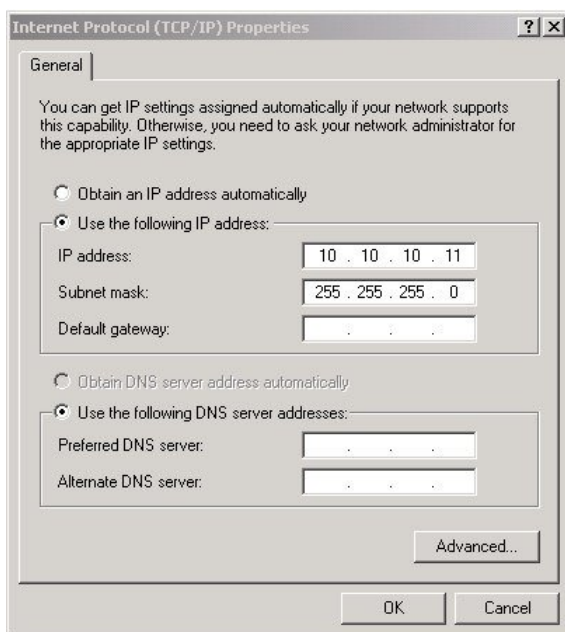 Internet Protocol (TCP/IP) Properties
General
You can get IP settings assigned automatically if your network supports
this capability. Otherwise, you need to ask your network administrator for
the appropriate IP settings.
Obtain an IP address automatically
Use the following IP address:
IP address: 10 . 10 . 10 . 11
Subnet mask: 255 . 255 . 255 . 0
Default gateway: . . .
Obtain DNS server address automatically
Use the following DNS server addresses:
Preferred DNS server: . . .
Alternate DNS server: . . .
Advanced...
OK Cancel